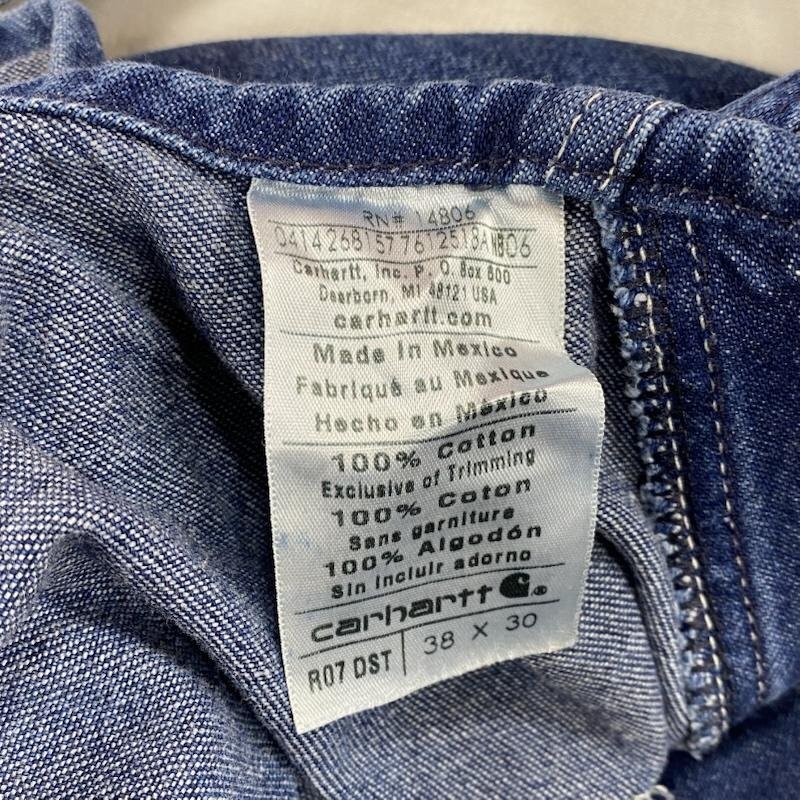 RN# 14806
Carhartt, Inc. P. O. Box 600
Dearborn, MI 48121 USA
carhartt.com
Made in Mexico
Fabriqué au Mexique
Hecho en México
100% Cotton
Exclusive of Trimming
100% Coton
Sans garniture
100% Algodón
Sin incluir adorno
carhartt ®
R07 DST 38 X 30